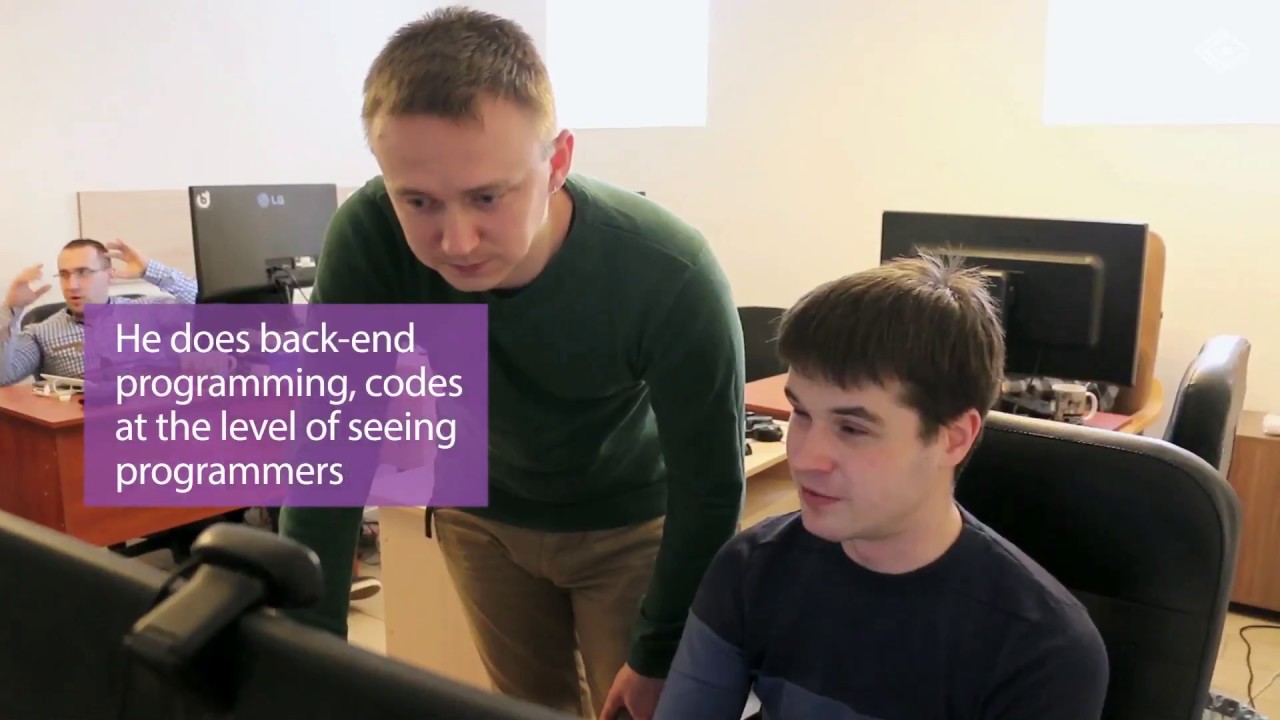 LG
He does back-end
programming, codes
at the level of seeing
programmers